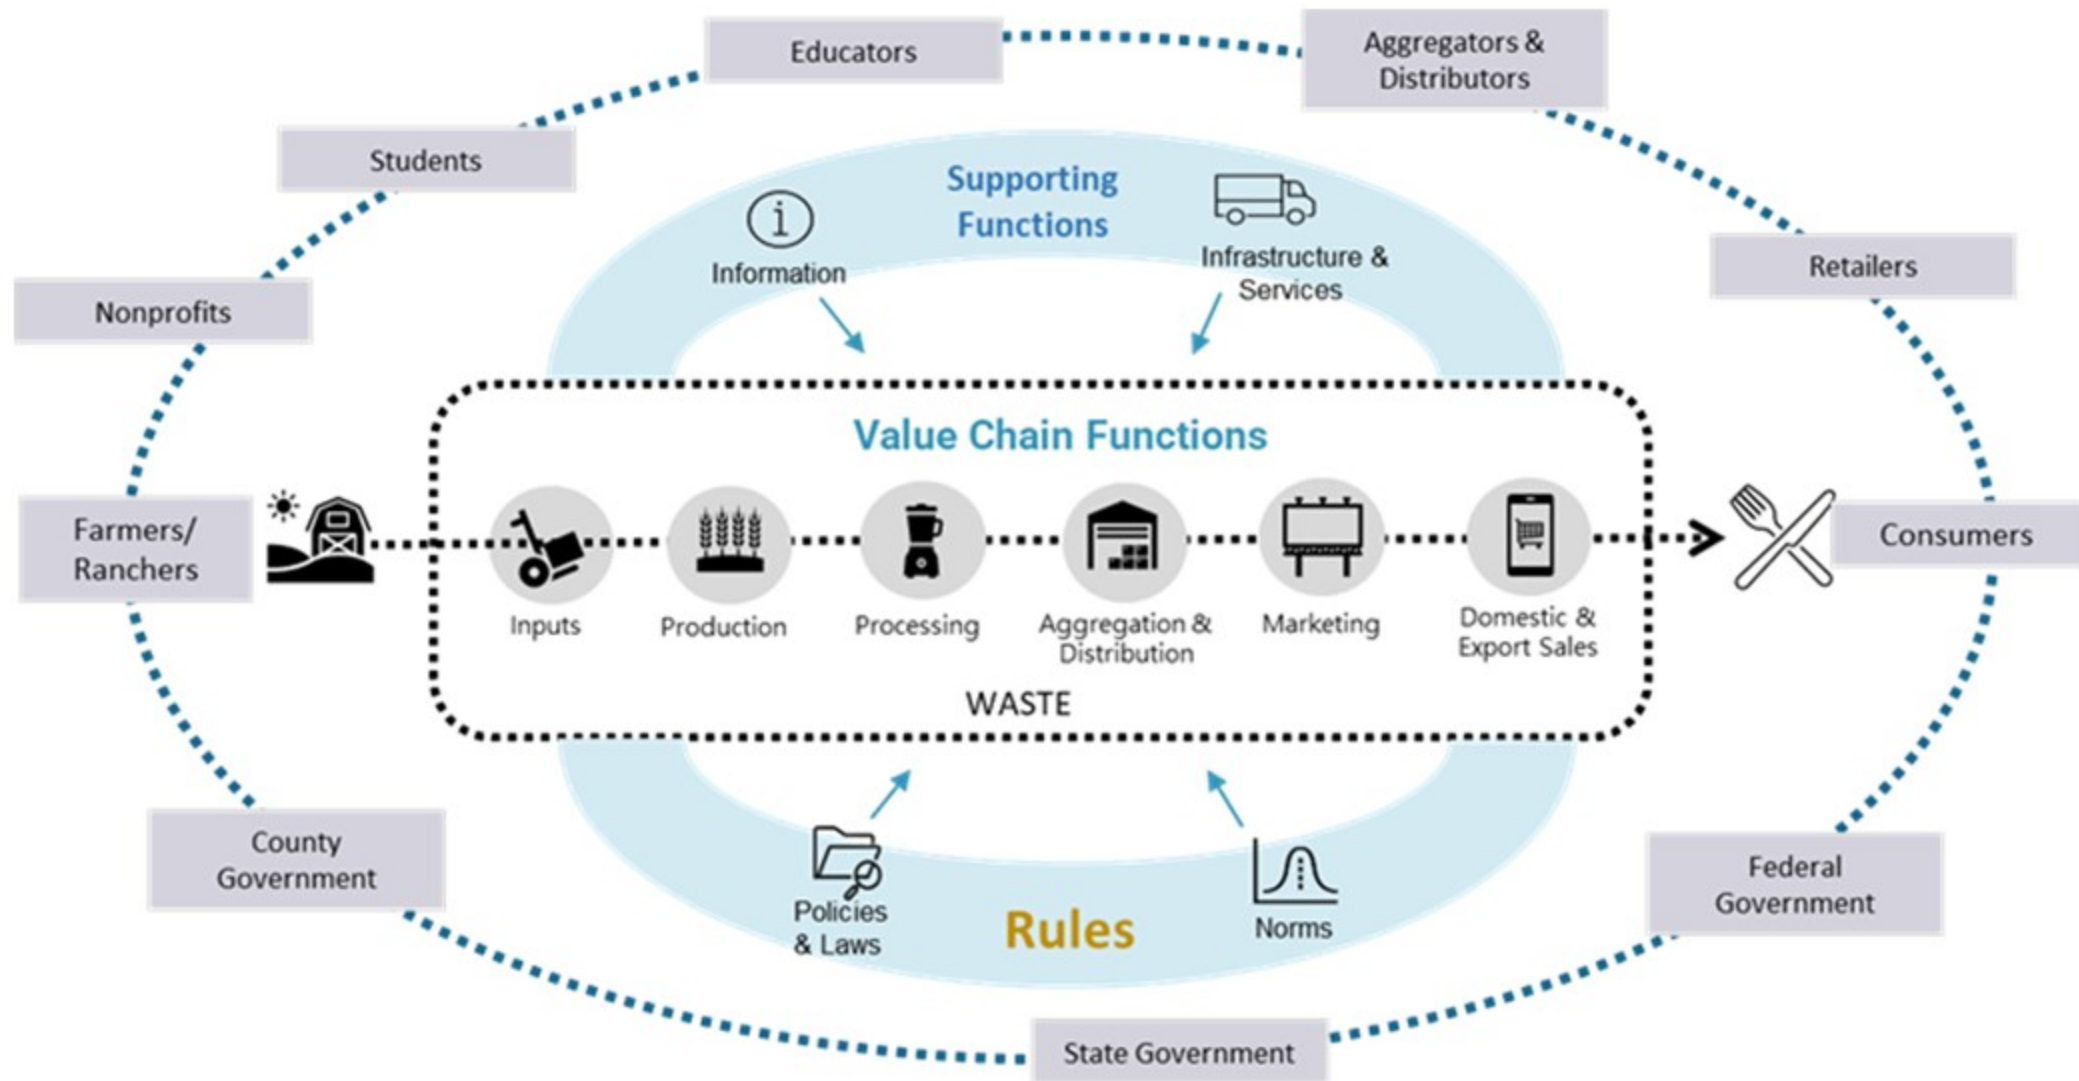 Educators
Aggregators &
Distributors
Students
Supporting
Functions
Information
Infrastructure &
Services
Retailers
Nonprofits
Value Chain Functions
Farmers/
Ranchers
Consumers
Inputs
Production
Processing
Aggregation &
Distribution
Marketing
Domestic &
Export Sales
WASTE
County
Government
Federal
Government
Policies
& Laws
Rules
Norms
State Government